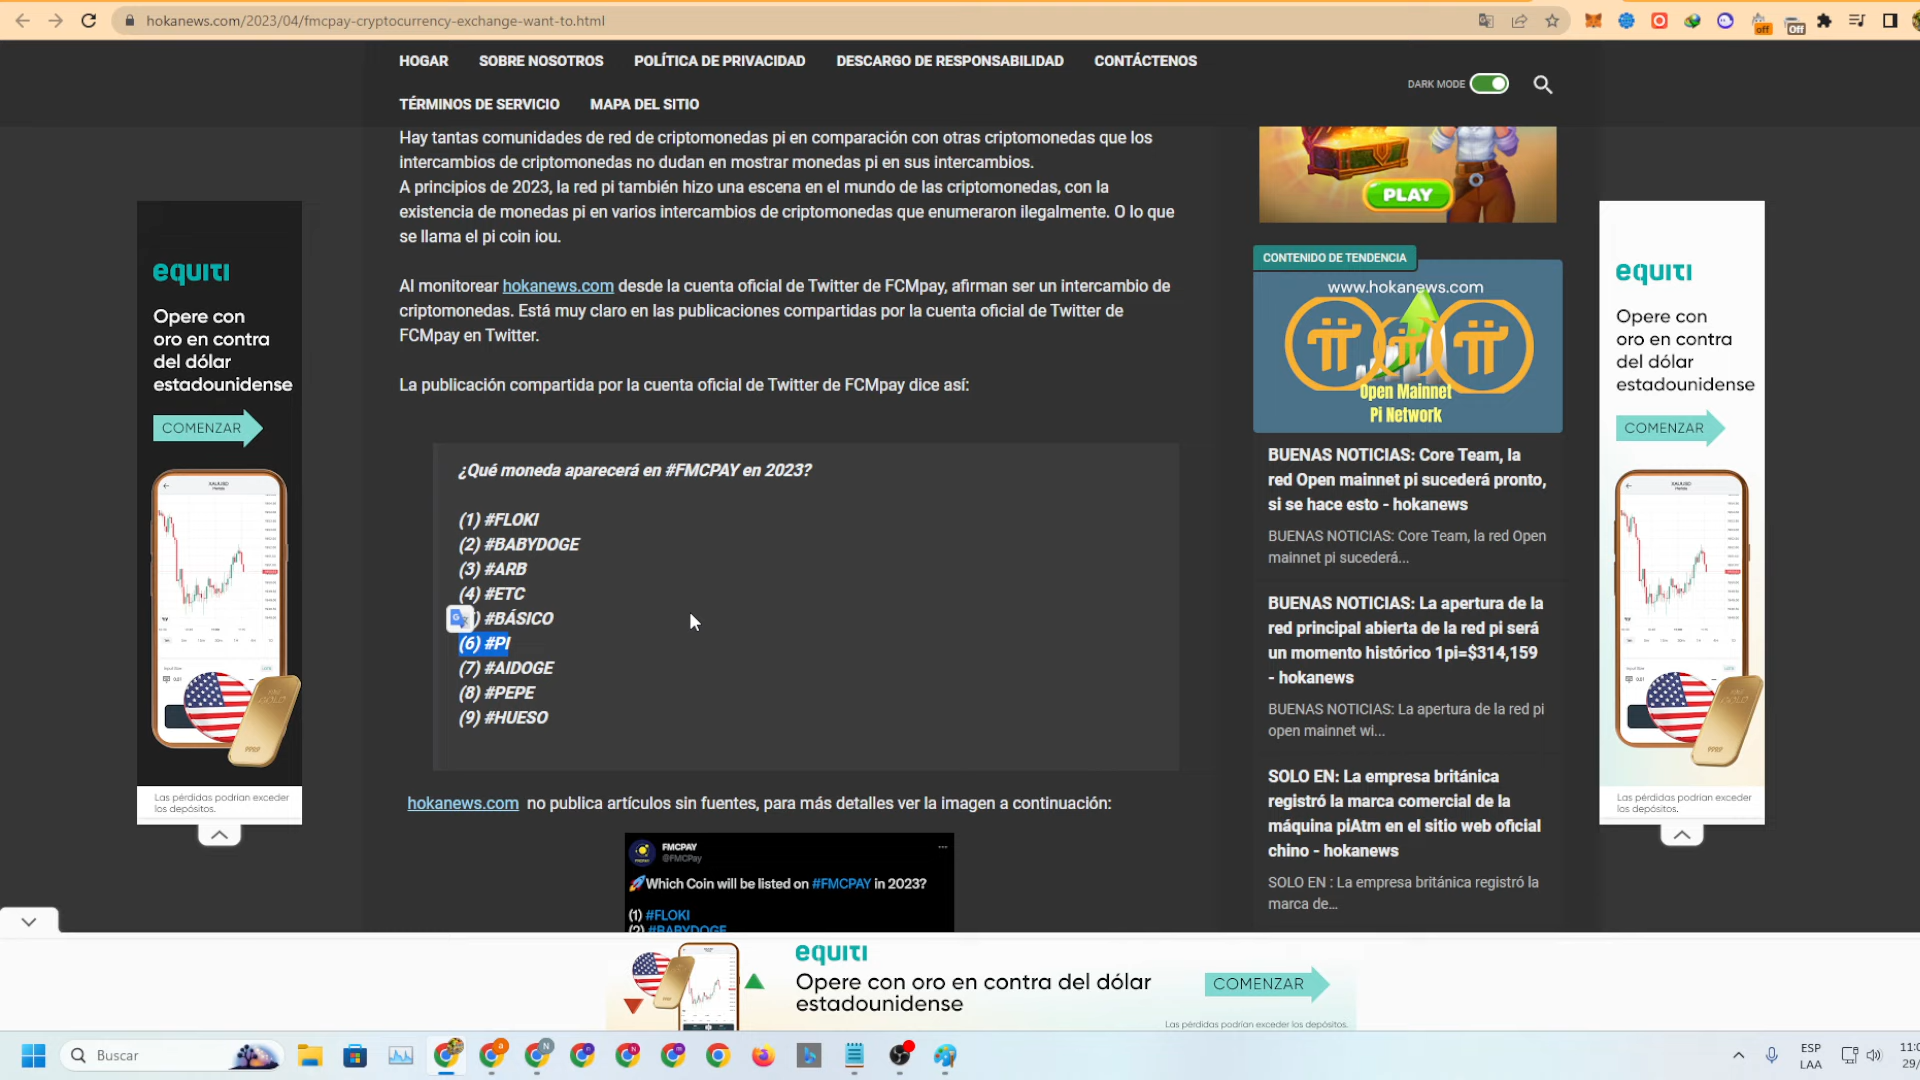 hokanews.com/2023/04/fmcpay-cryptocurrency-exchange-want-to.html
off
Off
HOGAR
SOBRE NOSOTROS
POLÍTICA DE PRIVACIDAD
DESCARGO DE RESPONSABILIDAD
CONTÁCTENOS
TÉRMINOS DE SERVICIO
MAPA DEL SITIO
DARK MODE
Hay tantas comunidades de red de criptomonedas pi en comparación con otras criptomonedas que los
intercambios de criptomonedas no dudan en mostrar monedas pi en sus intercambios.
A principios de 2023, la red pi también hizo una escena en el mundo de las criptomonedas, con la
existencia de monedas pi en varios intercambios de criptomonedas que enumeraron ilegalmente. O lo que
se llama el pi coin iou.
Al monitorear hokanews.com desde la cuenta oficial de Twitter de FCMpay, afirman ser un intercambio de
criptomonedas. Está muy claro en las publicaciones compartidas por la cuenta oficial de Twitter de
FCMpay en Twitter.
La publicación compartida por la cuenta oficial de Twitter de FCMpay dice así:
¿Qué moneda aparecerá en #FMCPAY en 2023?
(1) #FLOKI
(2) #BABYDOGE
(3) #ARB
(4) #ETC
) #BÁSICO
(6) #PI
(7) #AIDOGE
(8) #PEPE
(9) #HUESO
hokanews.com no publica artículos sin fuentes, para más detalles ver la imagen a continuación:
FMCPAY
@FMCPay
Which Coin will be listed on #FMCPAY in 2023?
(1) #FLOKI
(2) #BABYDOGE
equiti
Opere con
oro en contra
del dólar
estadounidense
COMENZAR
Las pérdidas podrían exceder
los depósitos.
PLAY
CONTENIDO DE TENDENCIA
www.hokanews.com
Open Mainnet
Pi Network
BUENAS NOTICIAS: Core Team, la
red Open mainnet pi sucederá pronto,
si se hace esto - hokanews
BUENAS NOTICIAS: Core Team, la red Open
mainnet pi sucederá...
BUENAS NOTICIAS: La apertura de la
red principal abierta de la red pi será
un momento histórico 1pi=$314,159
- hokanews
BUENAS NOTICIAS: La apertura de la red pi
open mainnet wi...
SOLO EN: La empresa británica
registró la marca comercial de la
máquina piAtm en el sitio web oficial
chino - hokanews
SOLO EN : La empresa británica registró la
marca de...
equiti
Opere con
oro en contra
del dólar
estadounidense
COMENZAR
Las pérdidas podrían exceder
los depósitos.
equiti
Opere con oro en contra del dólar
estadounidense
COMENZAR
Las pérdidas podrían exceder los depósitos.
Buscar
ESP
LAA
11:0
29/